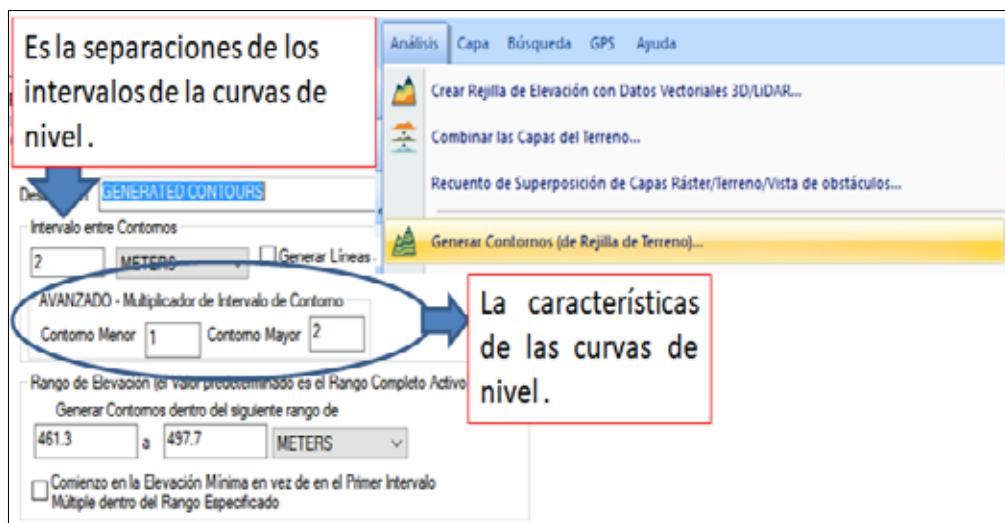 Es la separaciones de los
intervalos de la curvas de
nivel.
Análisis Capa Búsqueda GPS Ayuda
Crear Rejilla de Elevación con Datos Vectoriales 3D/LiDAR...
Combinar las Capas del Terreno...
Recuento de Superposición de Capas Ráster/Terreno/Vista de obstáculos...
Generar Contornos (de Rejilla de Terreno)...
GENERATED CONTOURS
Intervalo entre Contornos
2 METERS Generar Líneas
AVANZADO - Multiplicador de Intervalo de Contorno
Contorno Menor 1 Contorno Mayor 2
La características
de las curvas de
nivel.
Rango de Elevación (el Valor predeterminado es el Rango Completo Activo
Generar Contornos dentro del siguiente rango de
461.3 a 497.7 METERS
Comienzo en la Elevación Mínima en vez de en el Primer Intervalo
Múltiple dentro del Rango Especificado